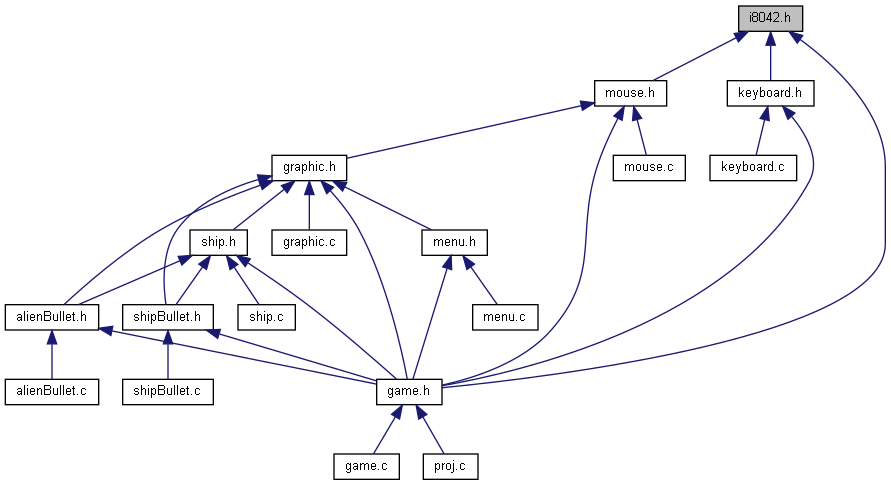 i8042.h
mouse.h
keyboard.h
graphic.h
mouse.c
keyboard.c
ship.h
graphic.c
menu.h
alienBullet.h
shipBullet.h
ship.c
menu.c
alienBullet.c
shipBullet.c
game.h
game.c
proj.c